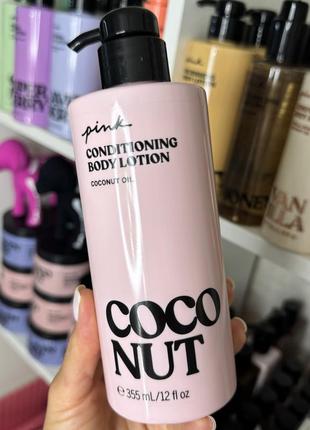 pink
CONDITIONING
BODY LOTION
COCONUT OIL
COCO
NUT
℮ 355 mL/12 fl oz